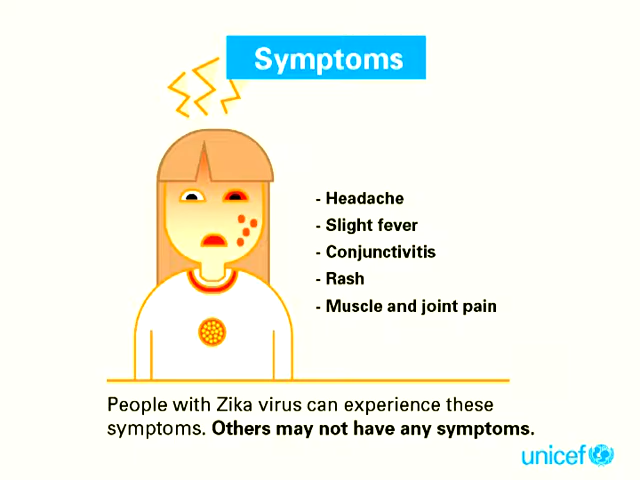 Symptoms
- Headache
- Slight fever
- Conjunctivitis
- Rash
- Muscle and joint pain
People with Zika virus can experience these
symptoms. Others may not have any symptoms.
unicef